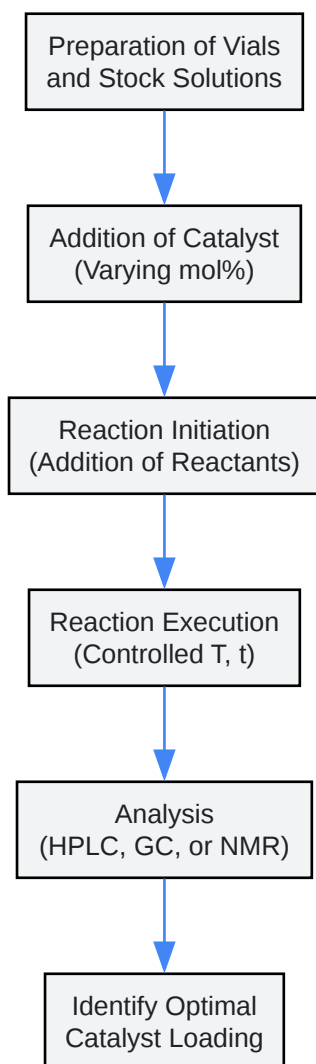 Preparation of Vials
and Stock Solutions
Addition of Catalyst
(Varying mol%)
Reaction Initiation
(Addition of Reactants)
Reaction Execution
(Controlled T, t)
Analysis
(HPLC, GC, or NMR)
Identify Optimal
Catalyst Loading